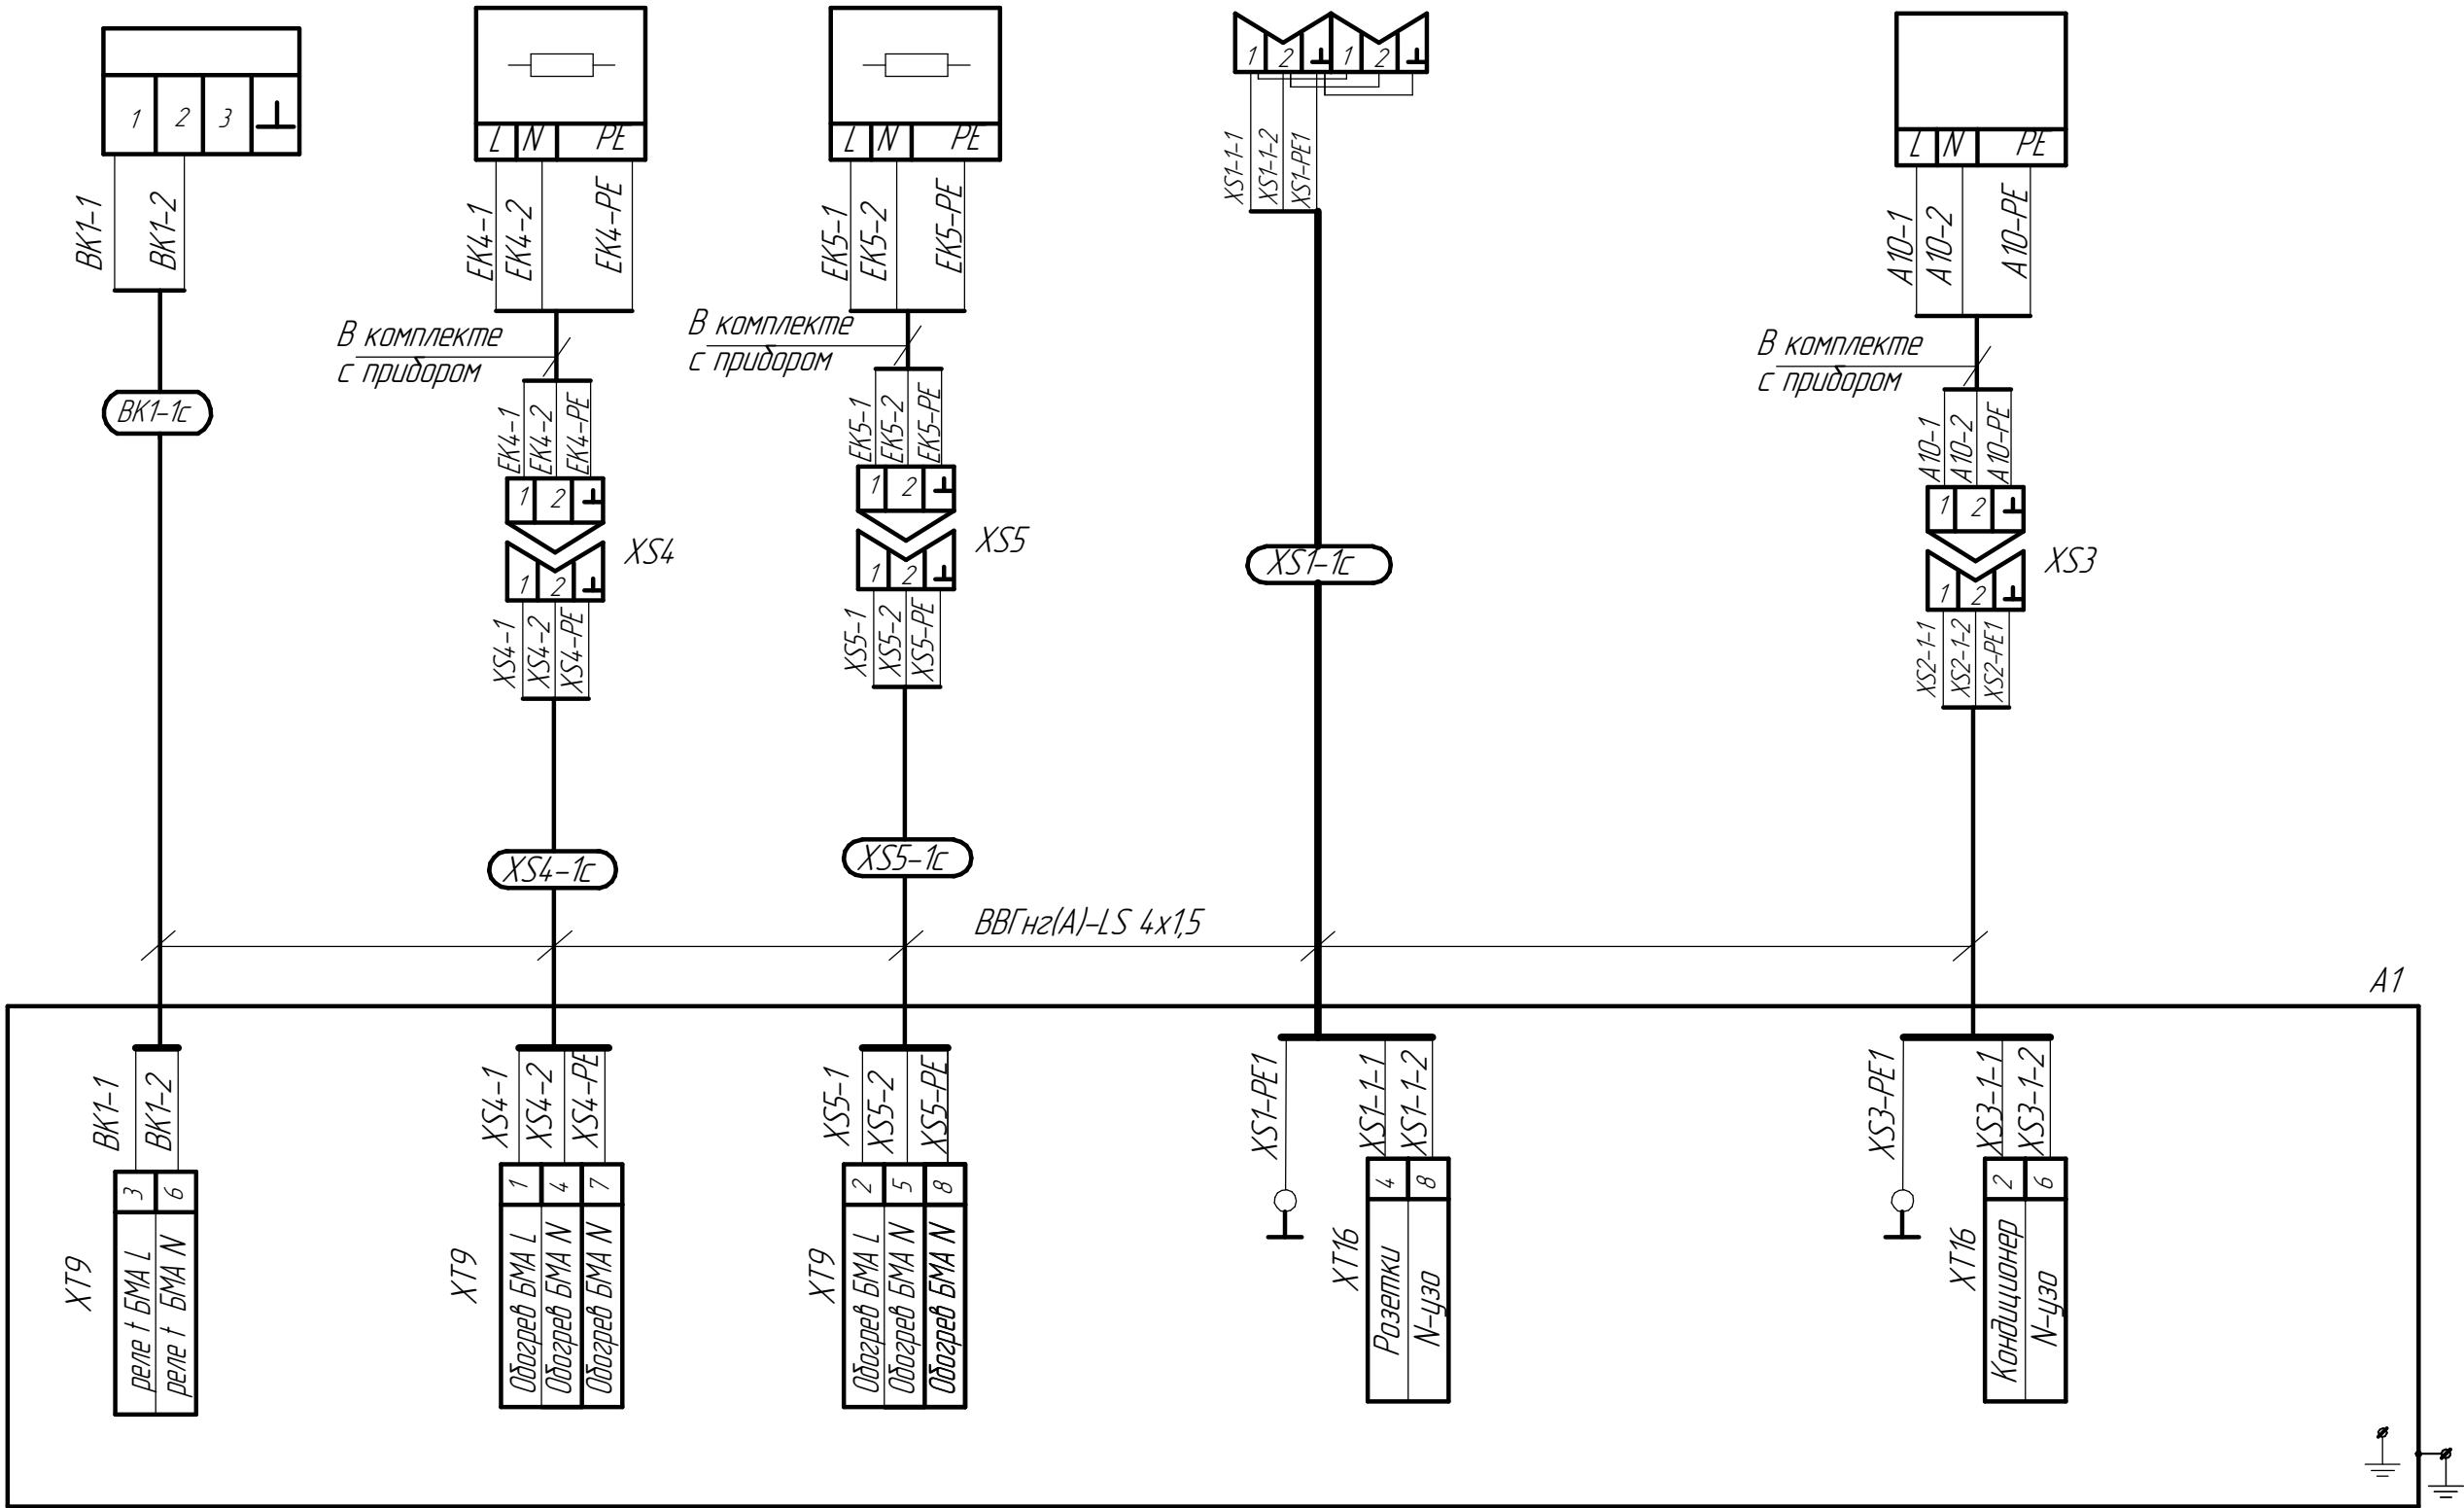 1 2 3
L N PE
L N PE
1 2 1 2
L N PE
BK1-1
BK1-2
EK4-1
EK4-2
EK4-PE
EK5-1
EK5-2
EK5-PE
XS1-1-1
XS1-1-2
XS1-PE1
A10-1
A10-2
A10-PE
В комплекте
с прибором
В комплекте
с прибором
В комплекте
с прибором
BK1-1c
EK4-1
EK4-2
EK4-PE
1 2
1 2
XS4
XS4-1
XS4-2
XS4-PE
EK5-1
EK5-2
EK5-PE
1 2
1 2
XS5
XS5-1
XS5-2
XS5-PE
XS1-1c
A10-1
A10-2
A10-PE
1 2
1 2
XS3
XS2-1-1
XS2-1-2
XS2-PE1
XS4-1c
XS5-1c
ВВГнг(А)-LS 4х1,5
A1
BK1-1
BK1-2
3 6
XT9
реле t БМА L
реле t БМА N
XS4-1
XS4-2
XS4-PE
1 4 7
XT9
Обогрев БМА L
Обогрев БМА N
Обогрев БМА N
XS5-1
XS5-2
XS5-PE
2 5 8
XT9
Обогрев БМА L
Обогрев БМА N
Обогрев БМА N
XS1-PE1
XS1-1-1
XS1-1-2
4 8
XT16
Розетки
N-узо
XS3-PE1
XS3-1-1
XS3-1-2
2 6
XT16
Кондиционер
N-узо